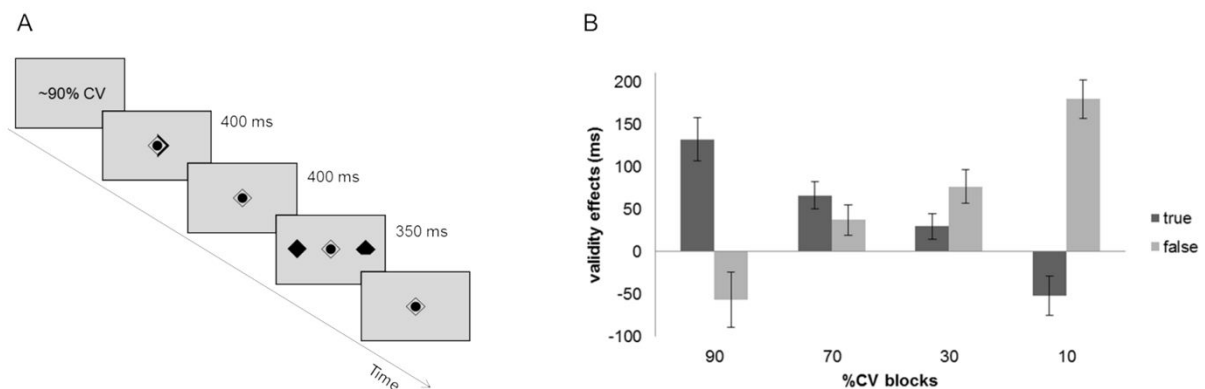 A
~90% CV
400 ms
400 ms
350 ms
Time
B
validity effects (ms)
200
150
100
50
0
-50
-100
90 70 30 10
%CV blocks
true
false